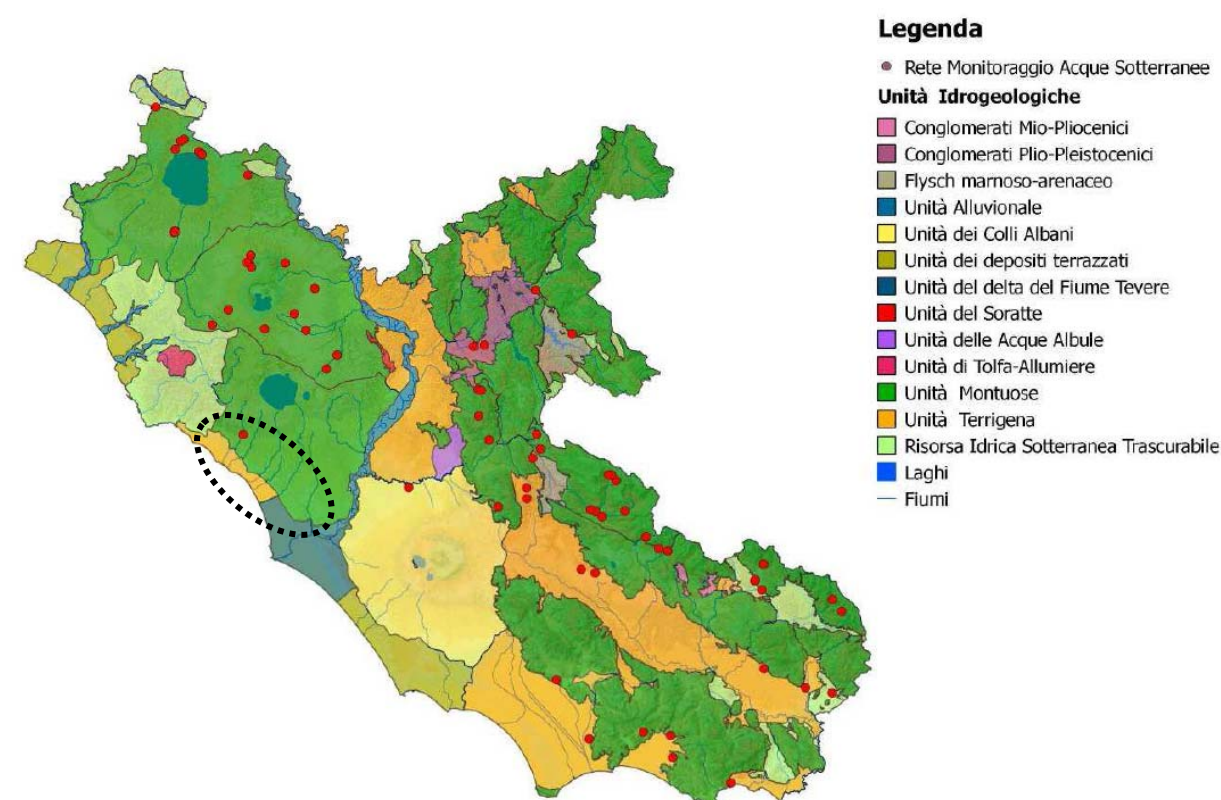 Legenda
Rete Monitoraggio Acque Sotterranee
Unità Idrogeologiche
Conglomerati Mio-Pliocenici
Conglomerati Plio-Pleistocenici
Flysch marnoso-arenaceo
Unità Alluvionale
Unità dei Colli Albani
Unità dei depositi terrazzati
Unità del delta del Fiume Tevere
Unità del Soratte
Unità delle Acque Albule
Unità di Tolfa-Allumiere
Unità Montuose
Unità Terrigena
Risorsa Idrica Sotterranea Trascurabile
Laghi
Fiumi